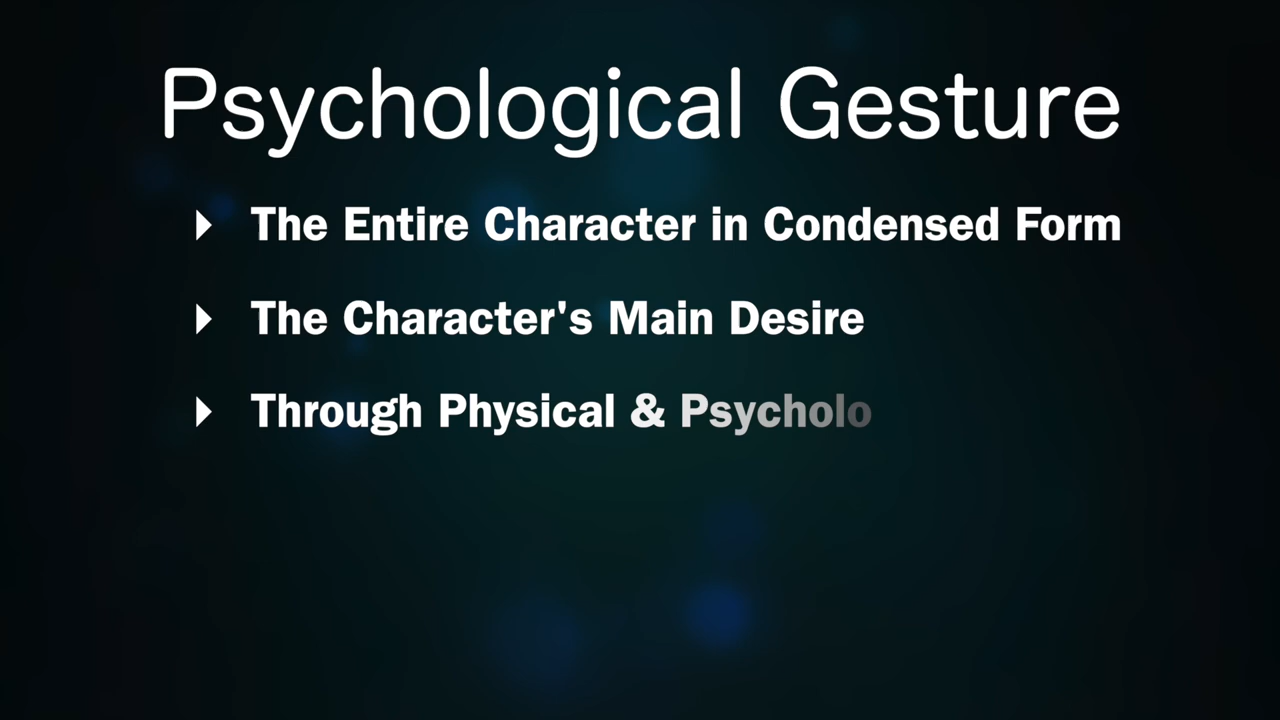 Psychological Gesture
The Entire Character in Condensed Form
The Character's Main Desire
Through Physical & Psycholo